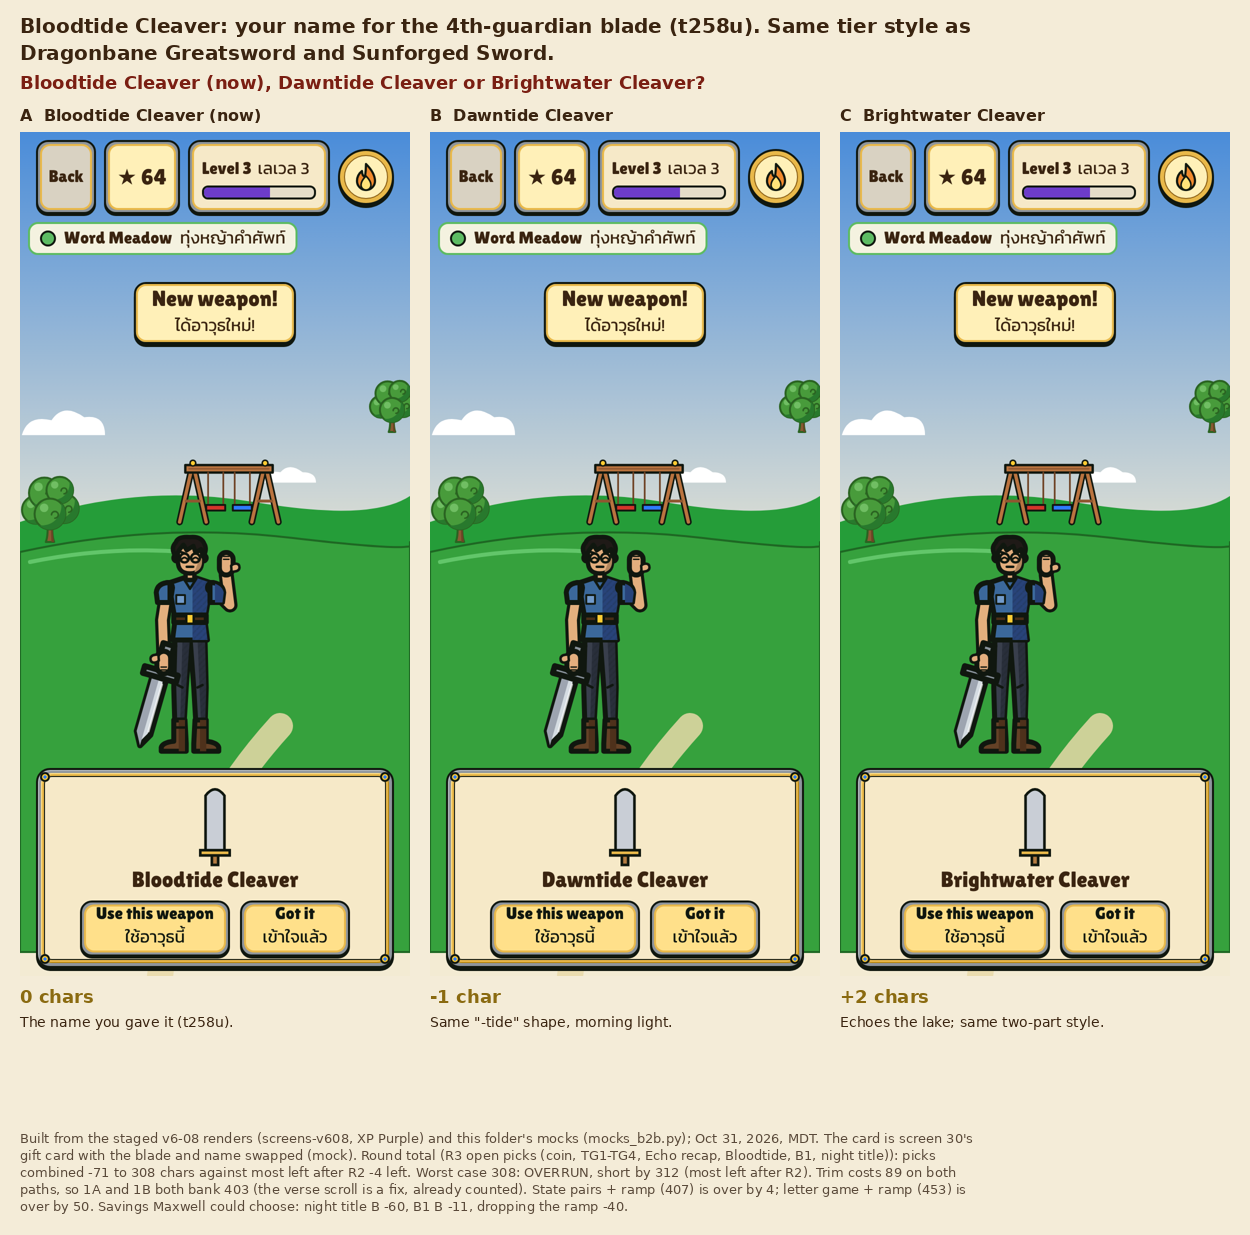 Bloodtide Cleaver: your name for the 4th-guardian blade (t258u). Same tier style as
Dragonbane Greatsword and Sunforged Sword.
Bloodtide Cleaver (now), Dawntide Cleaver or Brightwater Cleaver?
A Bloodtide Cleaver (now)
B Dawntide Cleaver
C Brightwater Cleaver
Back ★ 64 Level 3 เลเวล 3
Back ★ 64 Level 3 เลเวล 3
Back ★ 64 Level 3 เลเวล 3
Word Meadow ทุ่งหญ้าคำศัพท์
Word Meadow ทุ่งหญ้าคำศัพท์
Word Meadow ทุ่งหญ้าคำศัพท์
New weapon!
ได้อาวุธใหม่!
New weapon!
ได้อาวุธใหม่!
New weapon!
ได้อาวุธใหม่!
Bloodtide Cleaver
Use this weapon
ใช้อาวุธนี้
Got it
เข้าใจแล้ว
Dawntide Cleaver
Use this weapon
ใช้อาวุธนี้
Got it
เข้าใจแล้ว
Brightwater Cleaver
Use this weapon
ใช้อาวุธนี้
Got it
เข้าใจแล้ว
0 chars
The name you gave it (t258u).
-1 char
Same "-tide" shape, morning light.
+2 chars
Echoes the lake; same two-part style.
Built from the staged v6-08 renders (screens-v608, XP Purple) and this folder's mocks (mocks_b2b.py); Oct 31, 2026, MDT. The card is screen 30's
gift card with the blade and name swapped (mock). Round total (R3 open picks (coin, TG1-TG4, Echo recap, Bloodtide, B1, night title)): picks
combined -71 to 308 chars against most left after R2 -4 left. Worst case 308: OVERRUN, short by 312 (most left after R2). Trim costs 89 on both
paths, so 1A and 1B both bank 403 (the verse scroll is a fix, already counted). State pairs + ramp (407) is over by 4; letter game + ramp (453) is
over by 50. Savings Maxwell could choose: night title B -60, B1 B -11, dropping the ramp -40.